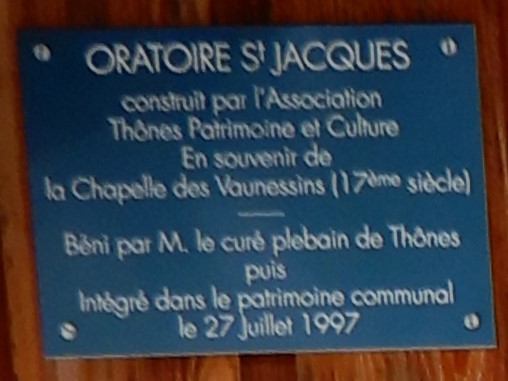 ORATOIRE St JACQUES
construit par l'Association
Thônes Patrimoine et Culture
En souvenir de
la Chapelle des Vaunessins (17ème siècle)
Béni par M. le curé plebain de Thônes
puis
Intégré dans le patrimoine communal
le 27 Juillet 1997